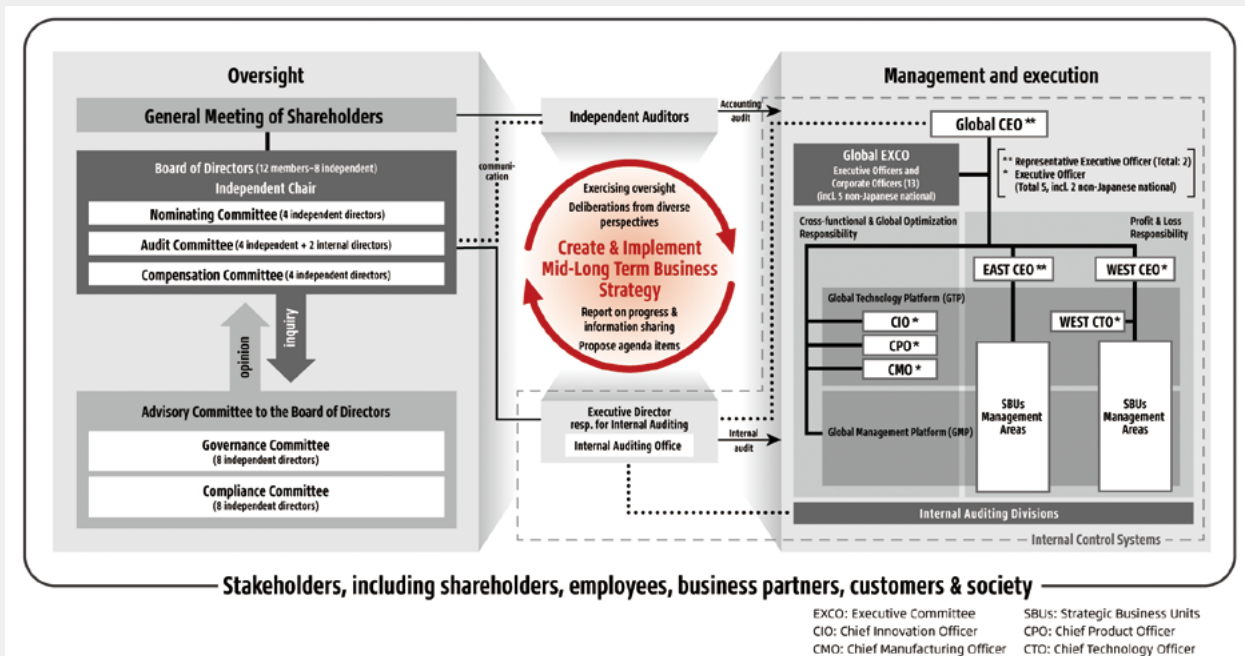 Oversight
General Meeting of Shareholders
Board of Directors (12 members–8 independent)
Independent Chair
Nominating Committee (4 independent directors)
Audit Committee (4 independent + 2 internal directors)
Compensation Committee (4 independent directors)
opinion
inquiry
Advisory Committee to the Board of Directors
Governance Committee
(8 independent directors)
Compliance Committee
(8 independent directors)
communi-
cation
Independent Auditors
Accounting
audit
Exercising oversight
Deliberations from diverse
perspectives
Create & Implement
Mid-Long Term Business
Strategy
Report on progress &
information sharing
Propose agenda items
Executive Director
resp. for Internal Auditing
Internal Auditing Office
Internal
audit
Management and execution
Global CEO **
Global EXCO
Executive Officers and
Corporate Officers (13)
(incl. 5 non-Japanese national)
** Representative Executive Officer (Total: 2)
* Executive Officer
(Total 5, incl. 2 non-Japanese national)
Cross-functional & Global Optimization
Responsibility
Profit & Loss
Responsibility
EAST CEO **
WEST CEO *
Global Technology Platform (GTP)
CIO *
WEST CTO *
CPO *
CMO *
SBUs
Management
Areas
SBUs
Management
Areas
Global Management Platform (GMP)
Internal Auditing Divisions
Internal Control Systems
Stakeholders, including shareholders, employees, business partners, customers & society
EXCO: Executive Committee
SBUs: Strategic Business Units
CIO: Chief Innovation Officer
CPO: Chief Product Officer
CMO: Chief Manufacturing Officer
CTO: Chief Technology Officer